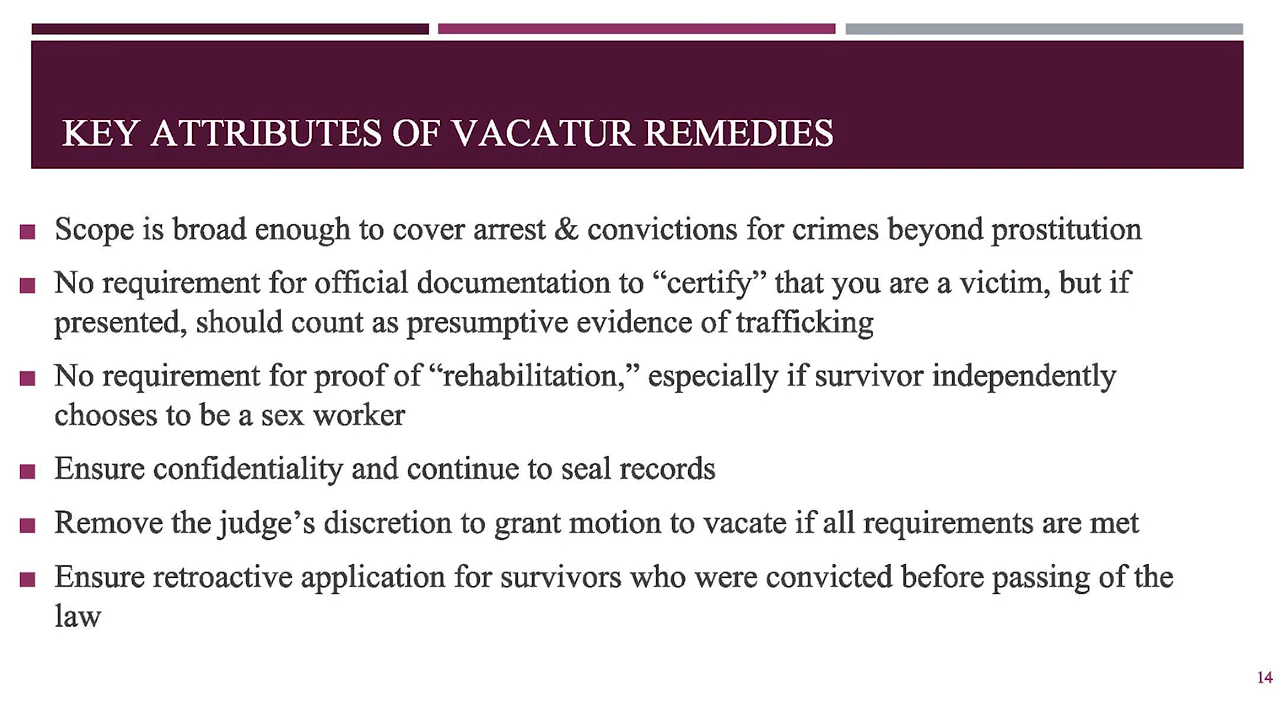 KEY ATTRIBUTES OF VACATUR REMEDIES
■ Scope is broad enough to cover arrest & convictions for crimes beyond prostitution
■ No requirement for official documentation to “certify” that you are a victim, but if
presented, should count as presumptive evidence of trafficking
■ No requirement for proof of “rehabilitation,” especially if survivor independently
chooses to be a sex worker
■ Ensure confidentiality and continue to seal records
■ Remove the judge’s discretion to grant motion to vacate if all requirements are met
■ Ensure retroactive application for survivors who were convicted before passing of the
law
14